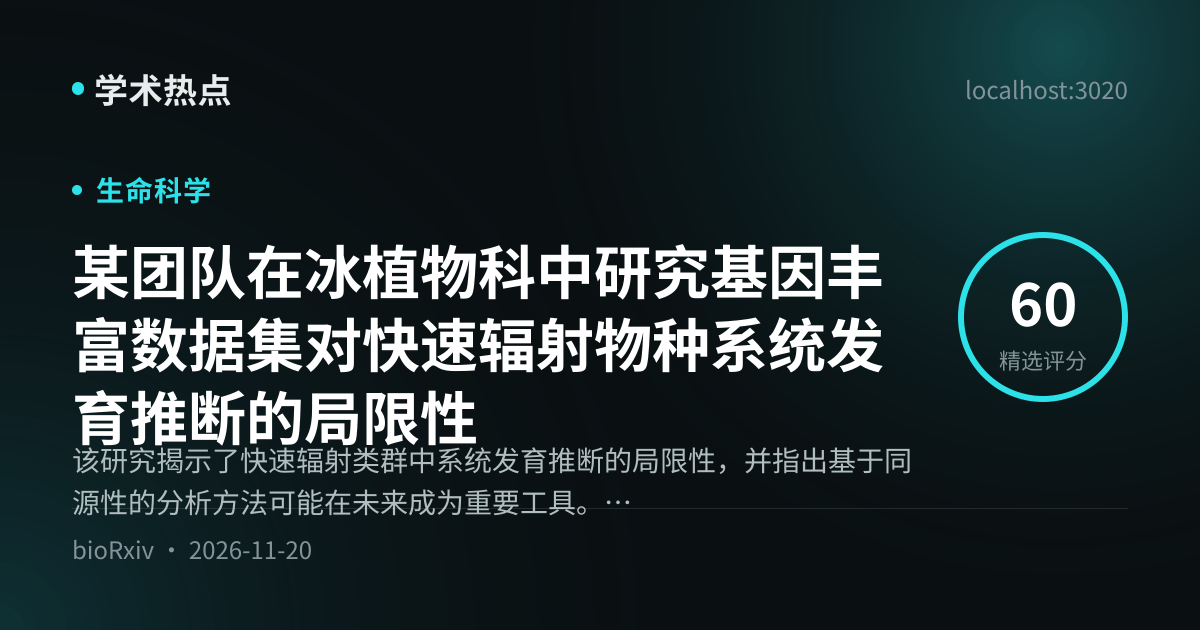 学术热点
localhost:3020
生命科学
某团队在冰植物科中研究基因丰
富数据集对快速辐射物种系统发
育推断的局限性
60
精选评分
该研究揭示了快速辐射类群中系统发育推断的局限性，并指出基于同
源性的分析方法可能在未来成为重要工具。…
bioRxiv · 2026-11-20